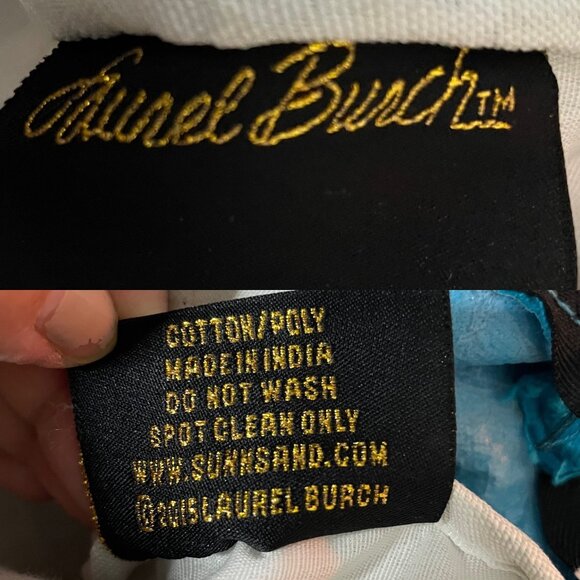 Laurel Burch™
COTTON/POLY
MADE IN INDIA
DO NOT WASH
SPOT CLEAN ONLY
WWW.SUNNSAND.COM
©2015 LAUREL BURCH